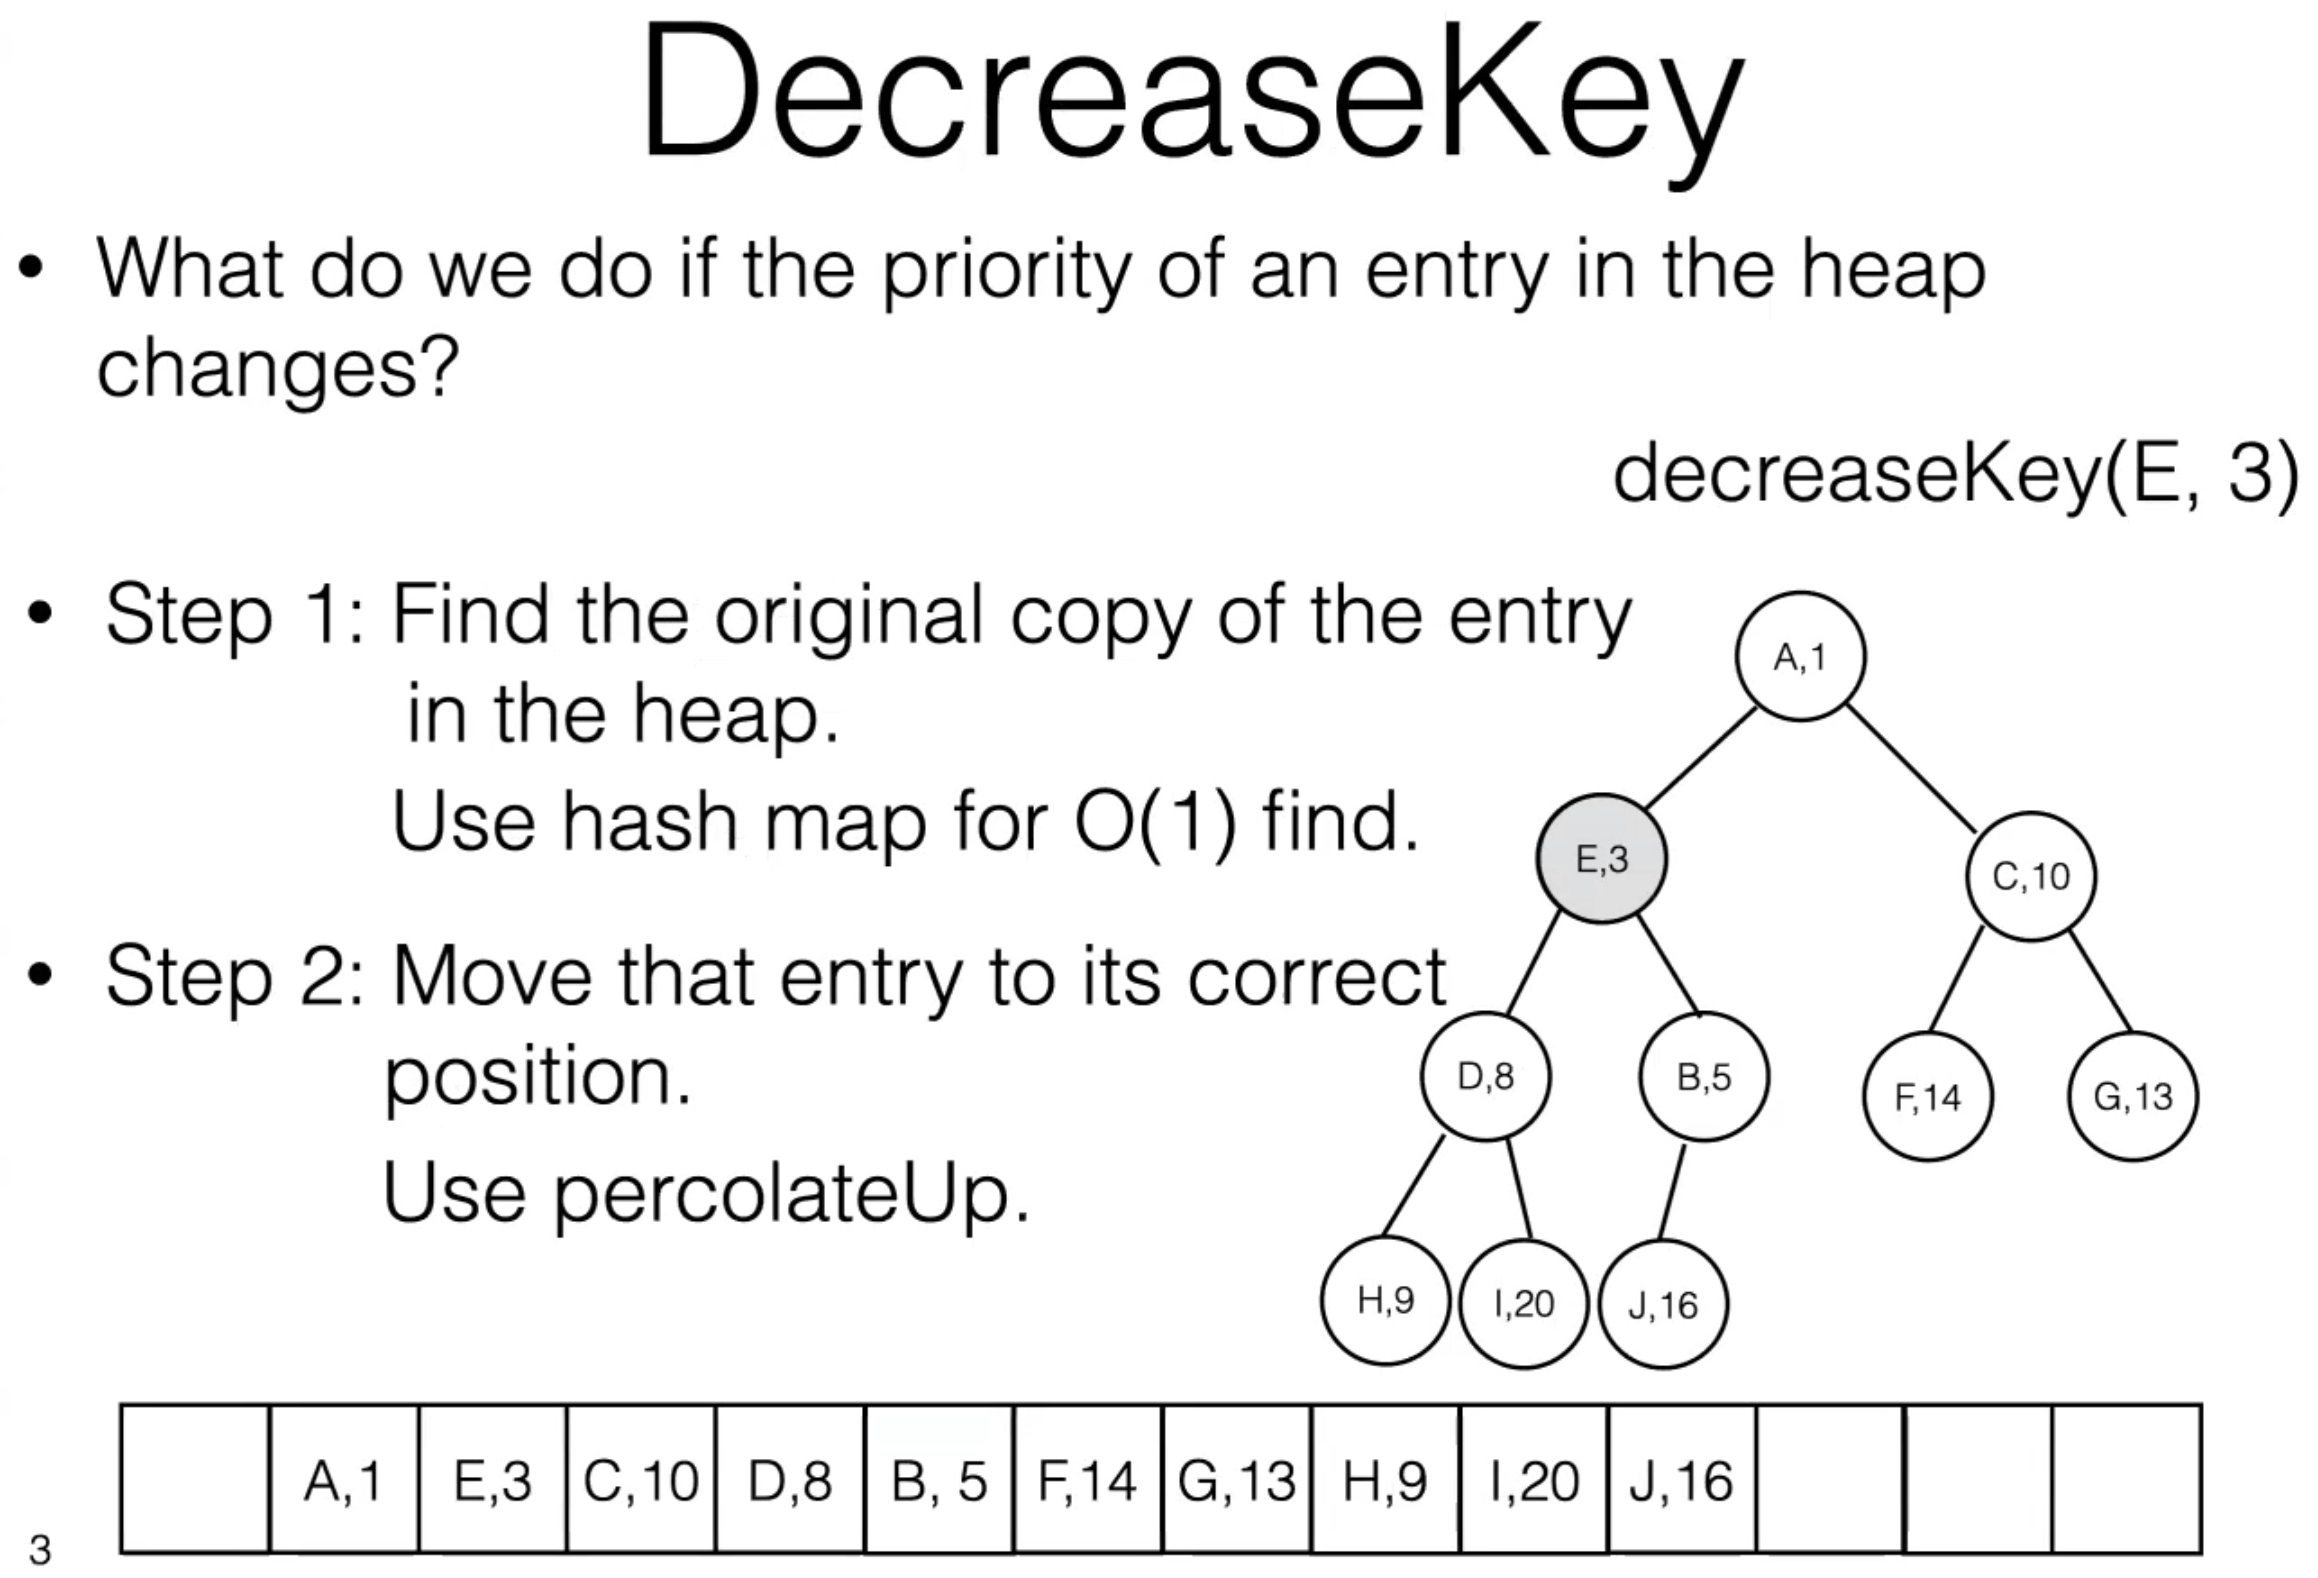 DecreaseKey
• What do we do if the priority of an entry in the heap
changes?
decreaseKey(E, 3)
• Step 1: Find the original copy of the entry
in the heap.
Use hash map for O(1) find.
• Step 2: Move that entry to its correct
position.
Use percolateUp.
A,1
E,3
C,10
D,8
B,5
F,14
G,13
H,9
I,20
J,16
A,1 E,3 C,10 D,8 B, 5 F,14 G,13 H,9 I,20 J,16
3